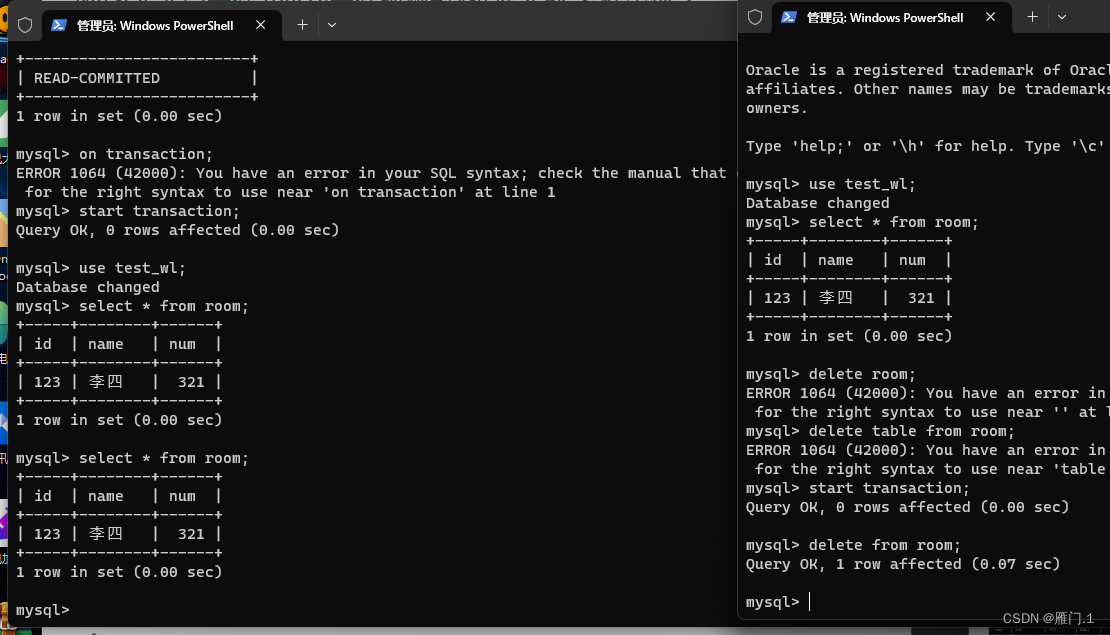 管理员: Windows PowerShell
+--------------------------+
| READ-COMMITTED |
+--------------------------+
1 row in set (0.00 sec)
mysql> on transaction;
ERROR 1064 (42000): You have an error in your SQL syntax; check the manual that
for the right syntax to use near 'on transaction' at line 1
mysql> start transaction;
Query OK, 0 rows affected (0.00 sec)
mysql> use test_wl;
Database changed
mysql> select * from room;
+-----+--------+------+
| id | name | num |
+-----+--------+------+
| 123 | 李四 | 321 |
+-----+--------+------+
1 row in set (0.00 sec)
mysql> select * from room;
+-----+--------+------+
| id | name | num |
+-----+--------+------+
| 123 | 李四 | 321 |
+-----+--------+------+
1 row in set (0.00 sec)
mysql>
管理员: Windows PowerShell
Oracle is a registered trademark of Oracl
affiliates. Other names may be trademarks
owners.
Type 'help;' or '\h' for help. Type '\c'
mysql> use test_wl;
Database changed
mysql> select * from room;
+-----+--------+------+
| id | name | num |
+-----+--------+------+
| 123 | 李四 | 321 |
+-----+--------+------+
1 row in set (0.00 sec)
mysql> delete room;
ERROR 1064 (42000): You have an error in
for the right syntax to use near '' at l
mysql> delete table from room;
ERROR 1064 (42000): You have an error in
for the right syntax to use near 'table
mysql> start transaction;
Query OK, 0 rows affected (0.00 sec)
mysql> delete from room;
Query OK, 1 row affected (0.07 sec)
mysql>
CSDN @雁门.1